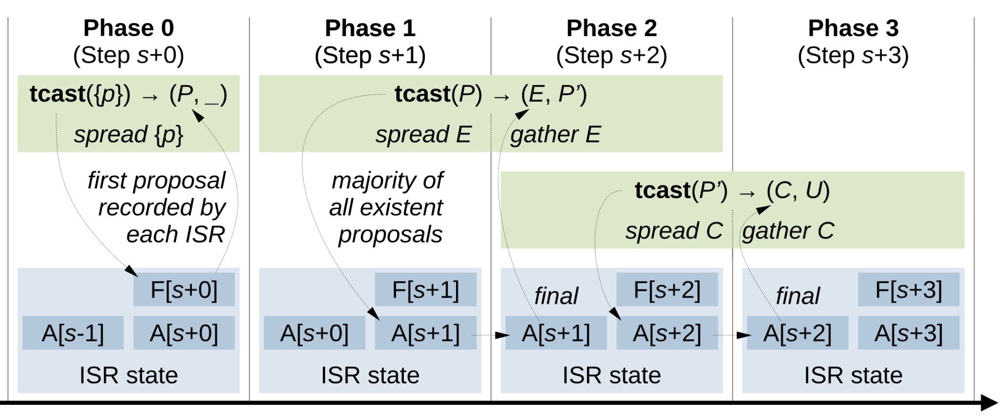 Phase 0
(Step s+0)
Phase 1
(Step s+1)
Phase 2
(Step s+2)
Phase 3
(Step s+3)
tcast({p}) → (P, _)
spread {p}
tcast(P) → (E, P’)
spread E
gather E
first proposal
recorded by
each ISR
majority of
all existent
proposals
tcast(P’) → (C, U)
spread C
gather C
F[s+0]
A[s-1]
A[s+0]
ISR state
F[s+1]
A[s+0]
A[s+1]
ISR state
final
F[s+2]
A[s+1]
A[s+2]
ISR state
final
F[s+3]
A[s+2]
A[s+3]
ISR state